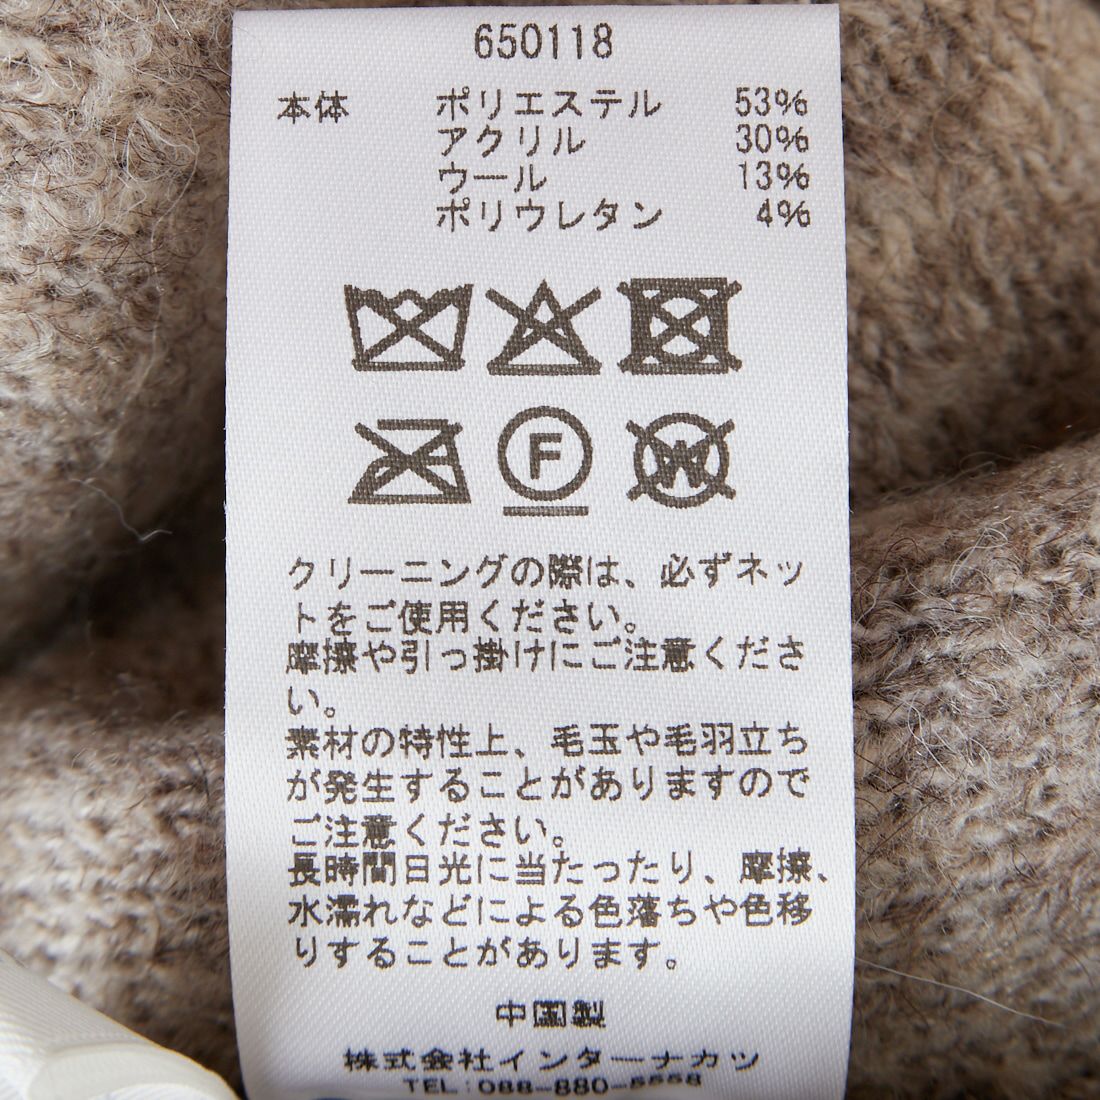 650118
本体 ポリエステル 53%
アクリル 30%
ウール 13%
ポリウレタン 4%
F W
クリーニングの際は、必ずネッ
トをご使用ください。
摩擦や引っ掛けにご注意くださ
い。
素材の特性上、毛玉や毛羽立ち
が発生することがありますので
ご注意ください。
長時間日光に当たったり、摩擦、
水濡れなどによる色落ちや色移
りすることがあります。
中国製
株式会社インターナカツ
TEL:088-880-5558